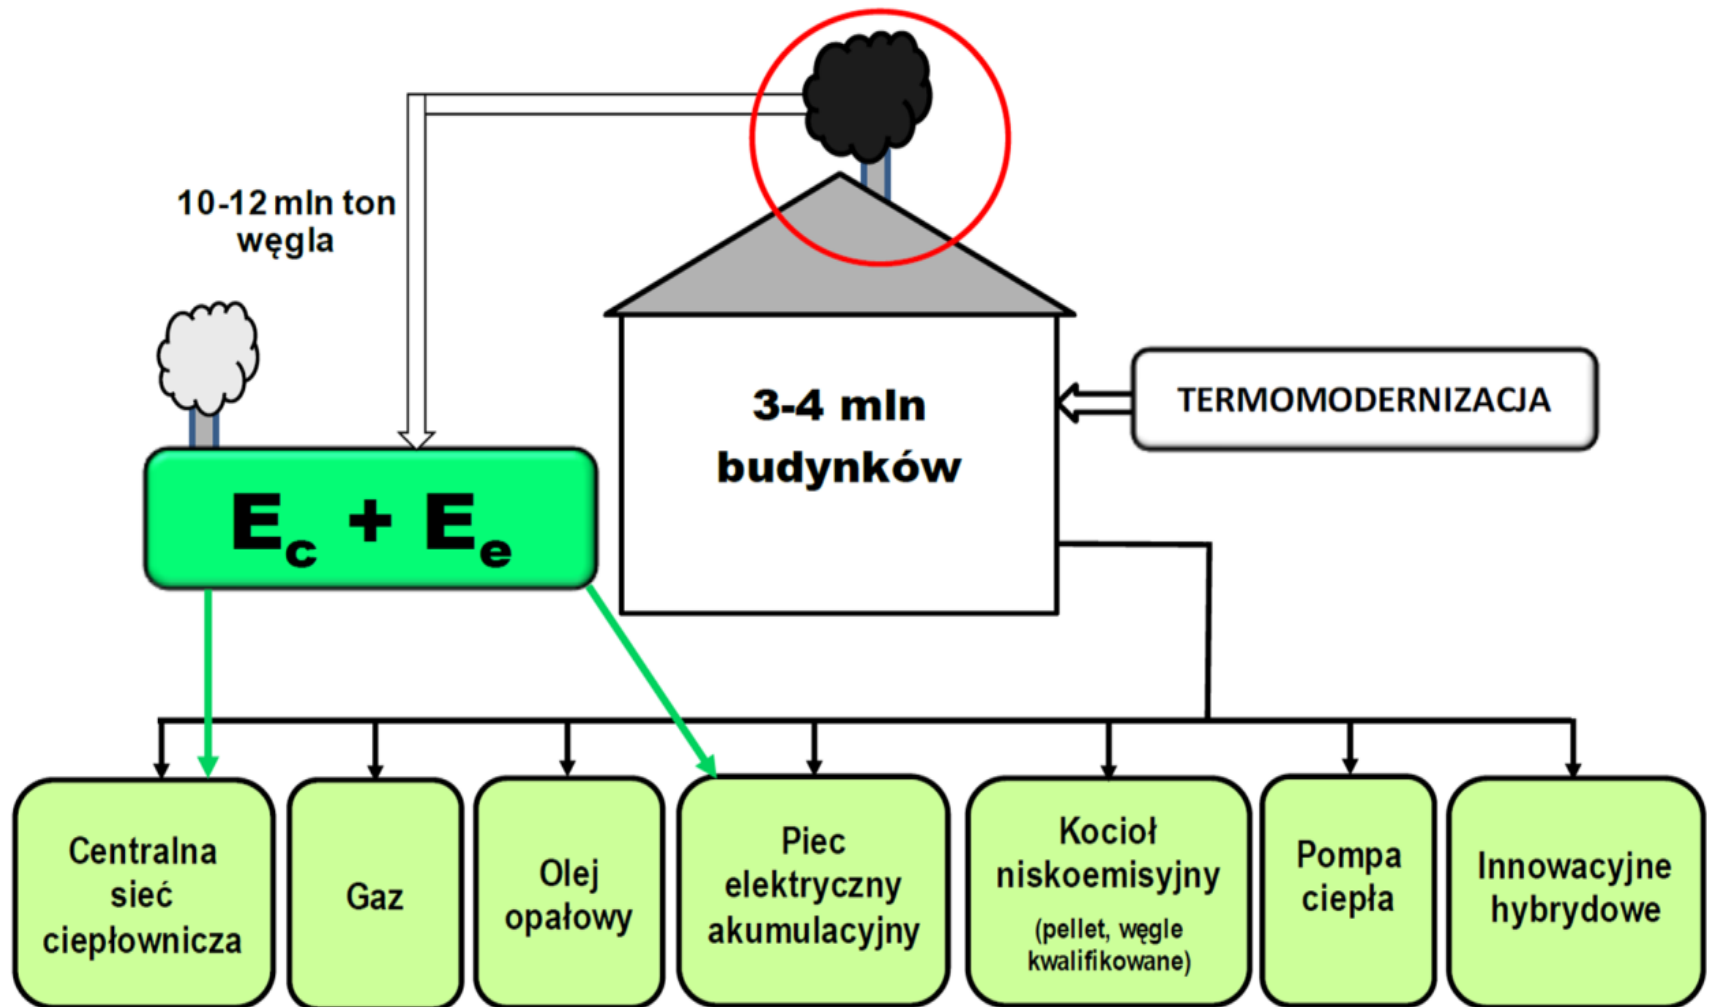 10-12 mln ton
węgla
3-4 mln
budynków
TERMOMODERNIZACJA
Ec + Ee
Centralna
sieć
ciepłownicza
Gaz
Olej
opałowy
Piec
elektryczny
akumulacyjny
Kocioł
niskoemisyjny
(pellet, węgle
kwalifikowane)
Pompa
ciepła
Innowacyjne
hybrydowe